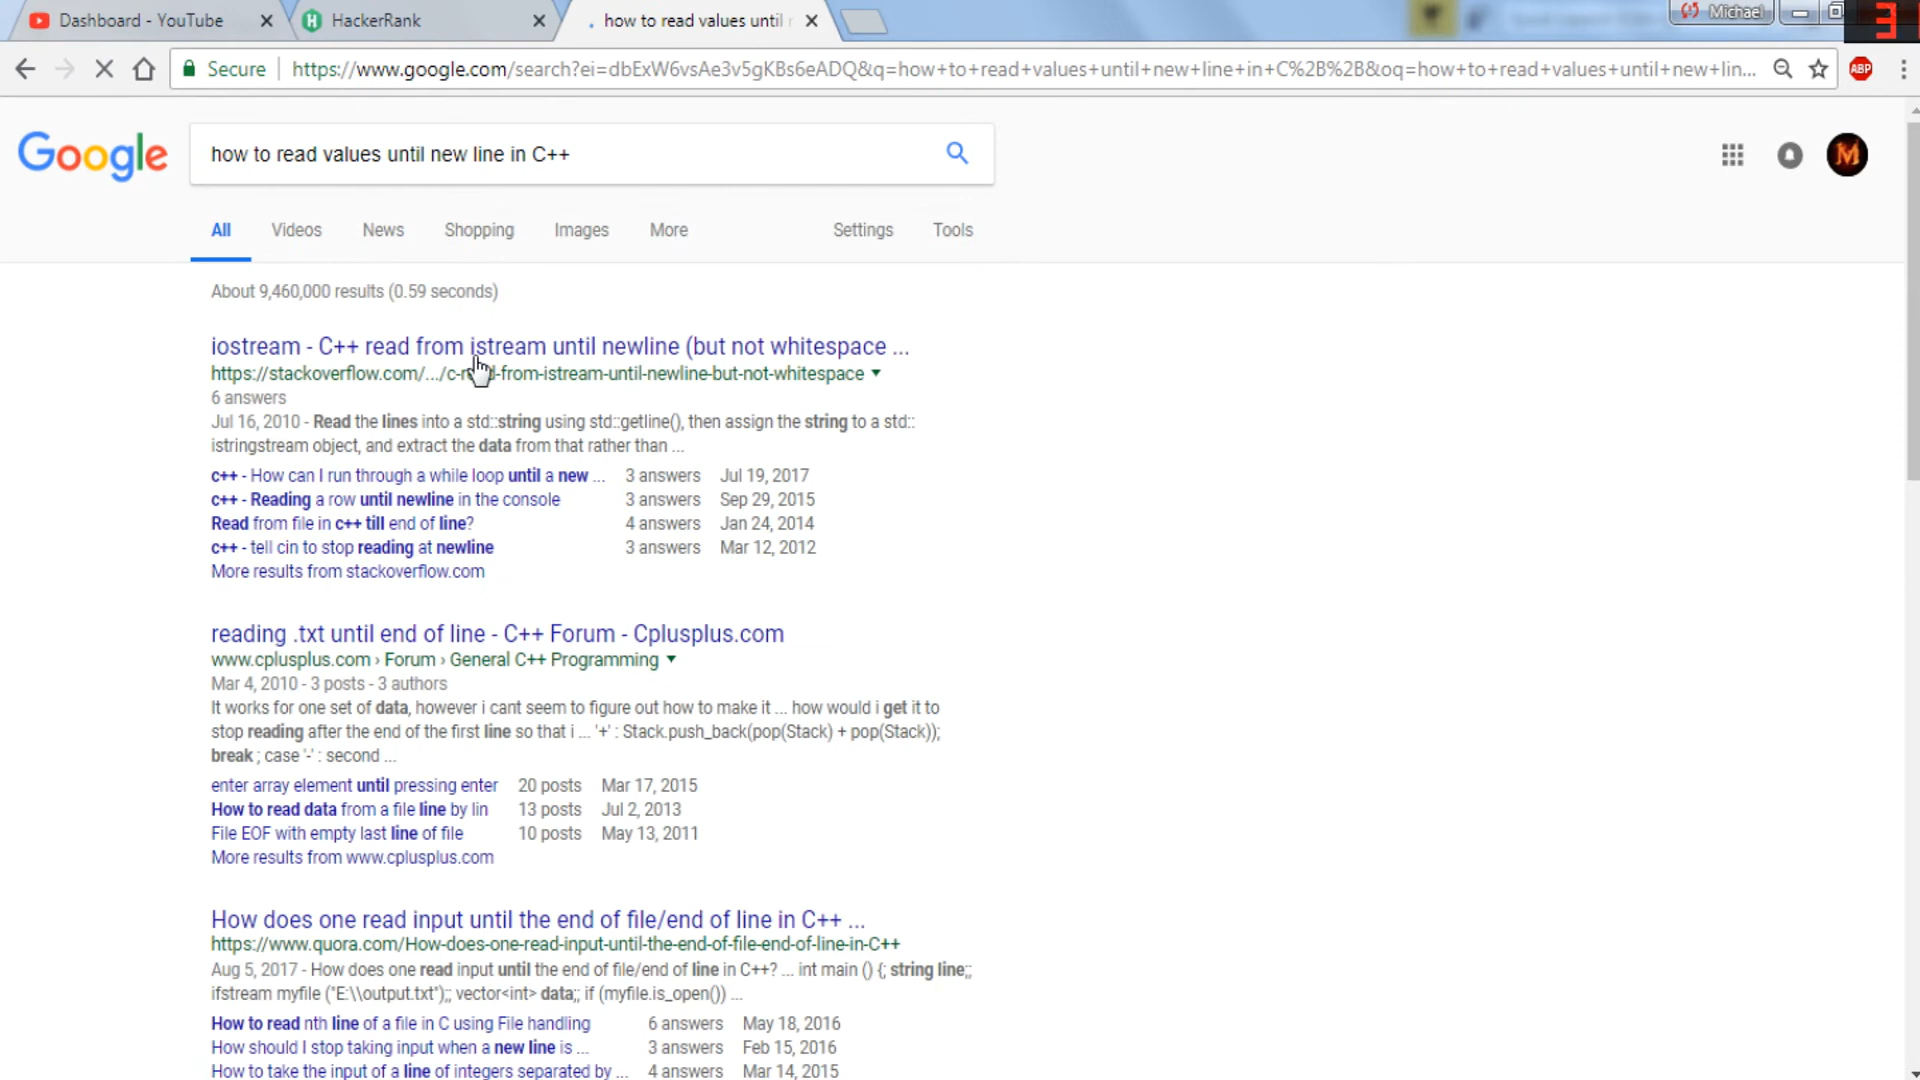 Dashboard - YouTube
HackerRank
how to read values until
Michael
3
Secure
https://www.google.com/search?ei=dbExW6vsAe3v5gKBs6eADQ&q=how+to+read+values+until+new+line+in+C%2B%2B&oq=how+to+read+values+until+new+lin...
ABP
Google
how to read values until new line in C++
M
All
Videos
News
Shopping
Images
More
Settings
Tools
About 9,460,000 results (0.59 seconds)
iostream - C++ read from istream until newline (but not whitespace ...
https://stackoverflow.com/.../c-read-from-istream-until-newline-but-not-whitespace
6 answers
Jul 16, 2010 - Read the lines into a std::string using std::getline(), then assign the string to a std::
istringstream object, and extract the data from that rather than ...
c++ - How can I run through a while loop until a new ... 3 answers Jul 19, 2017
c++ - Reading a row until newline in the console 3 answers Sep 29, 2015
Read from file in c++ till end of line? 4 answers Jan 24, 2014
c++ - tell cin to stop reading at newline 3 answers Mar 12, 2012
More results from stackoverflow.com
reading .txt until end of line - C++ Forum - Cplusplus.com
www.cplusplus.com › Forum › General C++ Programming
Mar 4, 2010 - 3 posts - 3 authors
It works for one set of data, however i cant seem to figure out how to make it ... how would i get it to
stop reading after the end of the first line so that i ... '+' : Stack.push_back(pop(Stack) + pop(Stack));
break ; case '-' : second ...
enter array element until pressing enter 20 posts Mar 17, 2015
How to read data from a file line by lin 13 posts Jul 2, 2013
File EOF with empty last line of file 10 posts May 13, 2011
More results from www.cplusplus.com
How does one read input until the end of file/end of line in C++ ...
https://www.quora.com/How-does-one-read-input-until-the-end-of-file-end-of-line-in-C++
Aug 5, 2017 - How does one read input until the end of file/end of line in C++? ... int main () {; string line;;
ifstream myfile ("E:\\output.txt");; vector<int> data;; if (myfile.is_open()) ...
How to read nth line of a file in C using File handling 6 answers May 18, 2016
How should I stop taking input when a new line is ... 3 answers Feb 15, 2016
How to take the input of a line of integers separated by ... 4 answers Mar 14, 2015